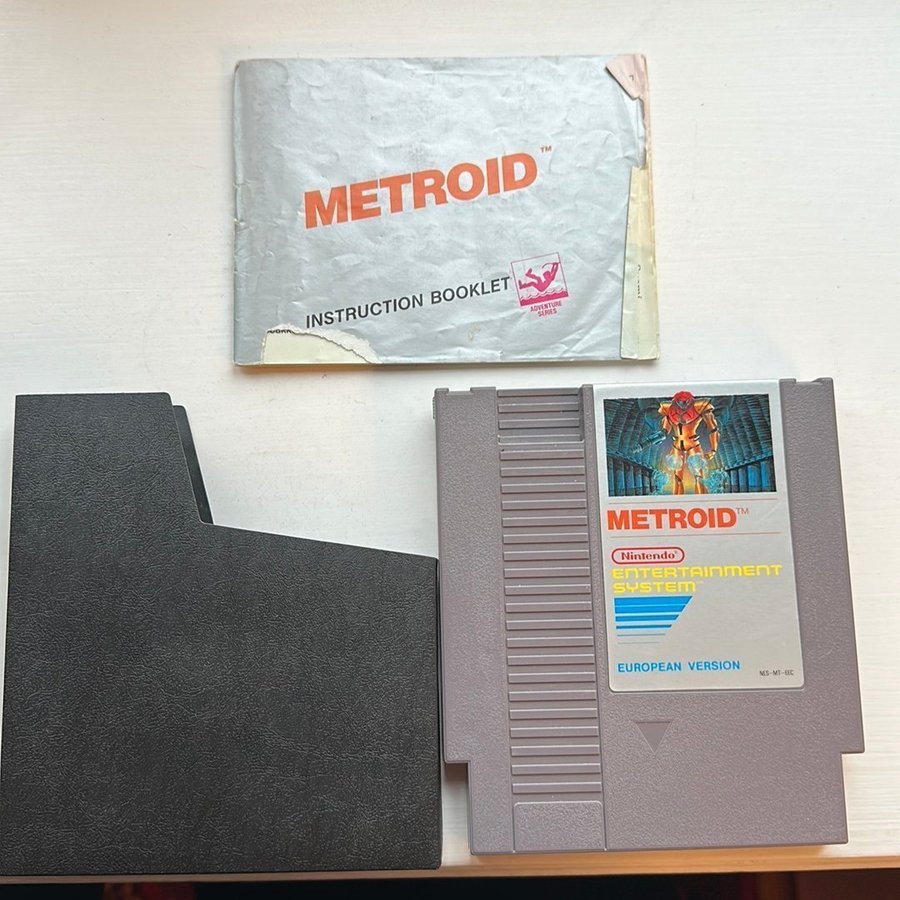 METROID™
INSTRUCTION BOOKLET
ADVENTURE
SERIES
METROID™
Nintendo®
ENTERTAINMENT
SYSTEM™
EUROPEAN VERSION
NES-MT-EEC